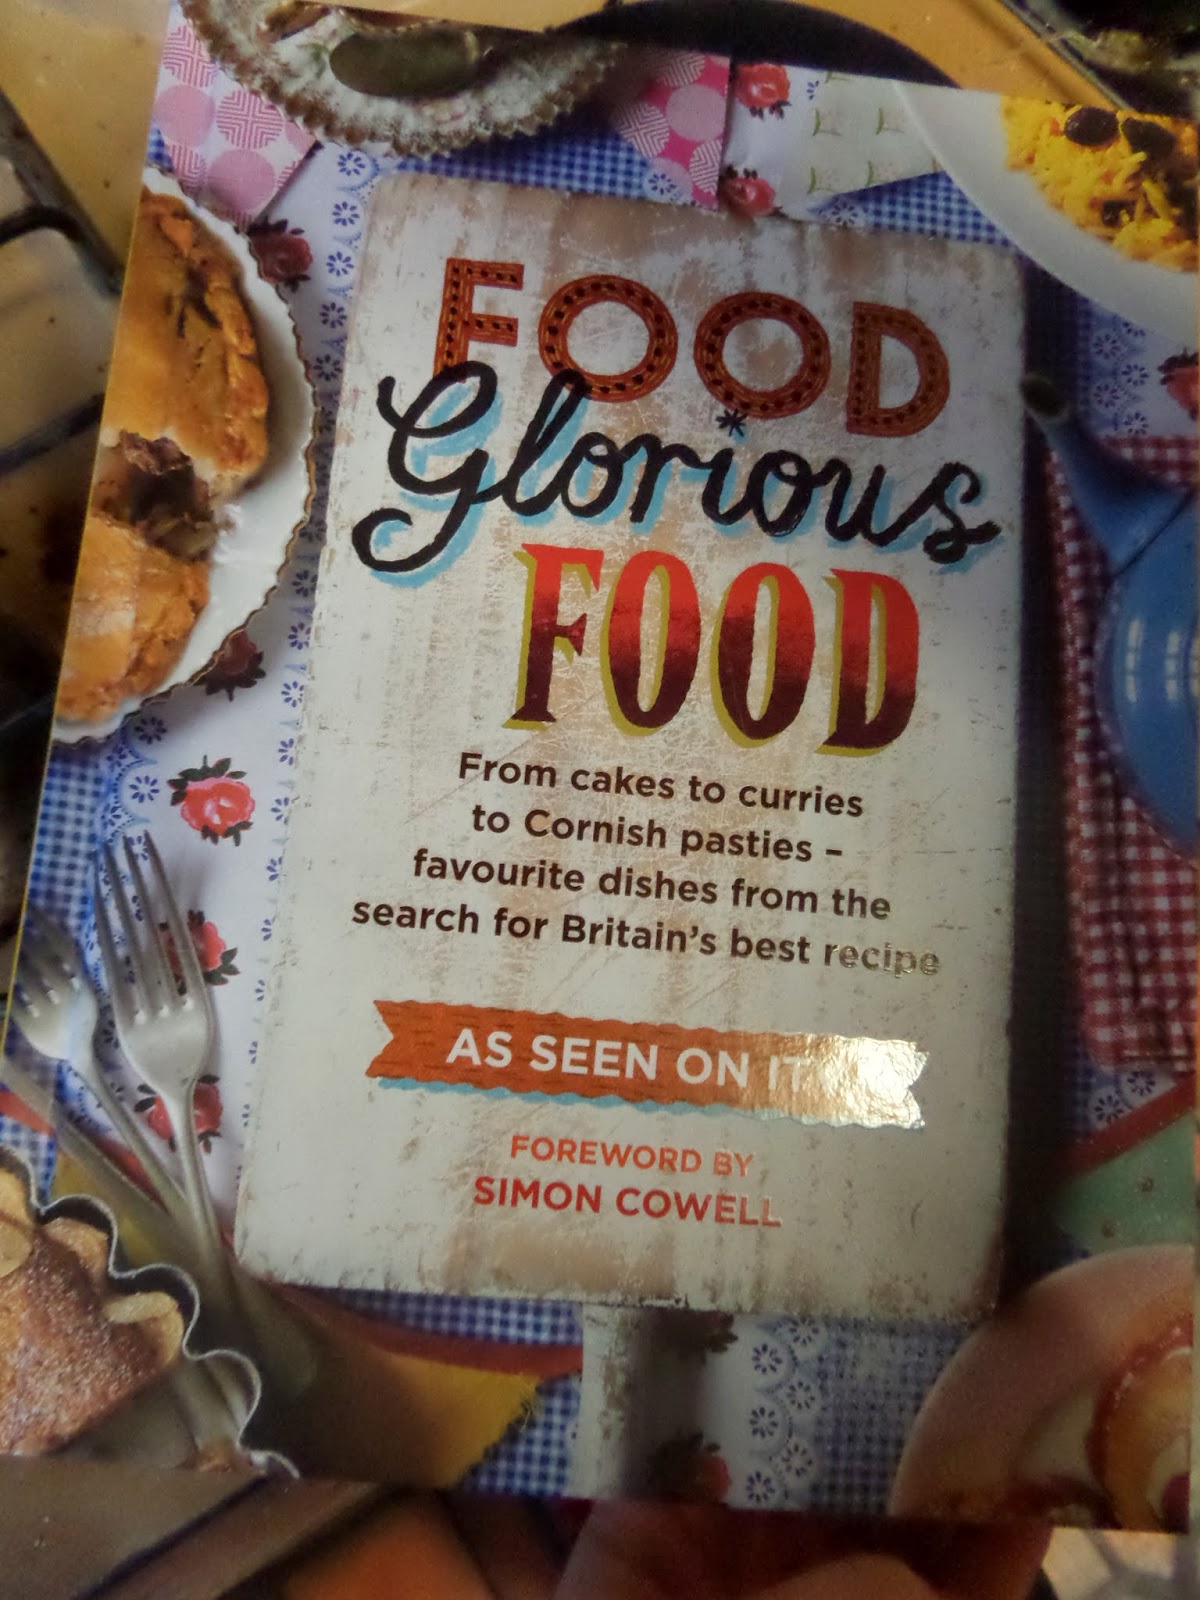 FOOD
Glorious
FOOD
From cakes to curries
to Cornish pasties –
favourite dishes from the
search for Britain's best recipe
AS SEEN ON IT
FOREWORD BY
SIMON COWELL